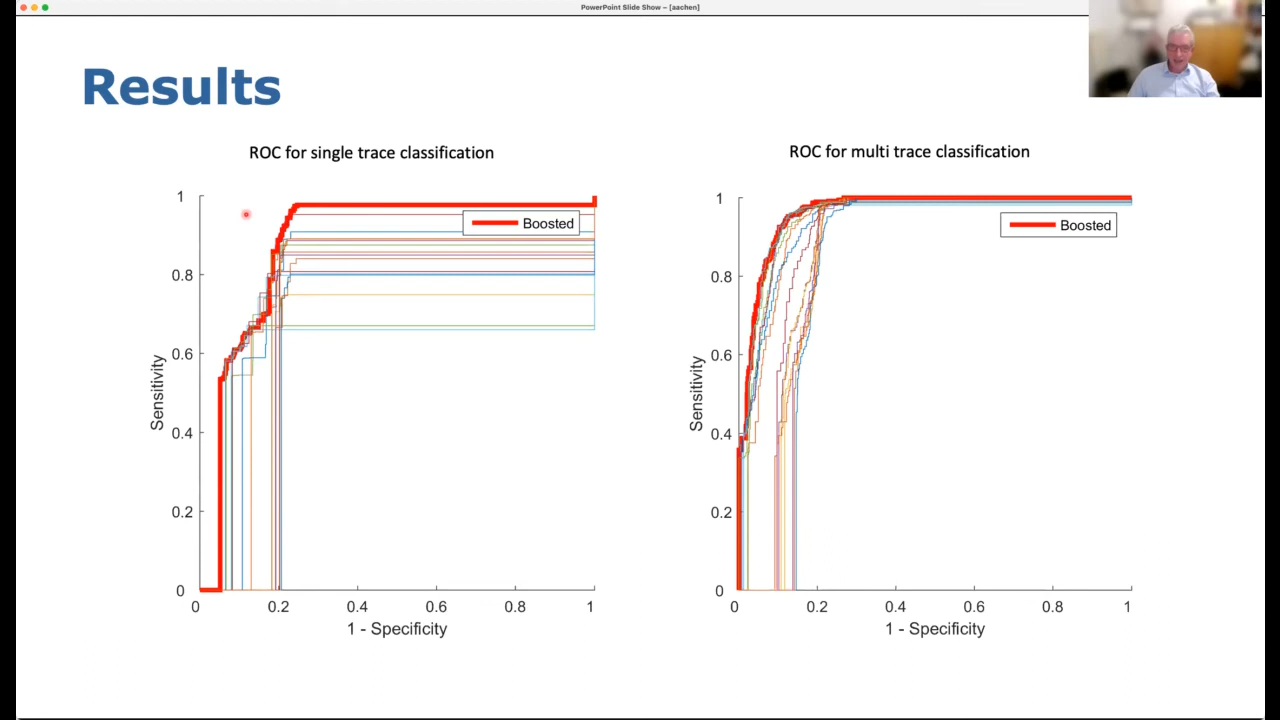 PowerPoint Slide Show – [aachen]
Results
ROC for single trace classification
1
0.8
0.6
0.4
0.2
0
Sensitivity
Boosted
0
0.2
0.4
0.6
0.8
1
1 - Specificity
ROC for multi trace classification
1
0.8
0.6
0.4
0.2
0
Sensitivity
Boosted
0
0.2
0.4
0.6
0.8
1
1 - Specificity